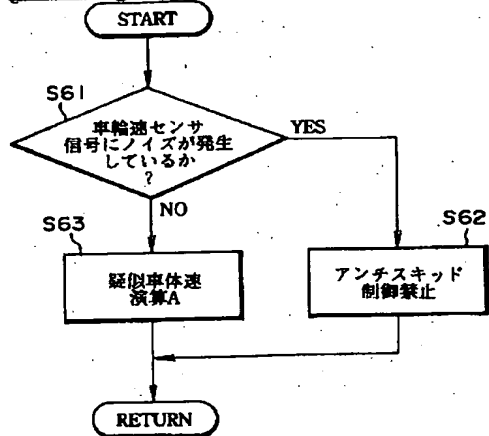 START
S61
車輪速センサ
信号にノイズが発生
しているか
?
YES
NO
S63
疑似車体速
演算A
S62
アンチスキッド
制御禁止
RETURN